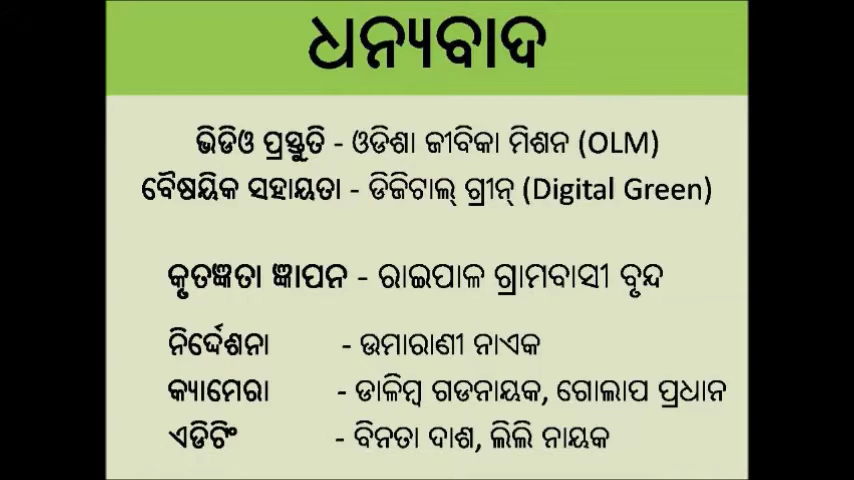 ଧନ୍ୟବାଦ
ଭିଡିଓ ପ୍ରସ୍ତୁତି - ଓଡିଶା ଜୀବିକା ମିଶନ (OLM)
ବୈଷୟିକ ସହାୟତା - ଡିଜିଟାଲ୍ ଗ୍ରୀନ୍ (Digital Green)
କୃତଜ୍ଞତା ଜ୍ଞାପନ - ରାଇପାଳ ଗ୍ରାମବାସୀ ବୃନ୍ଦ
ନିର୍ଦ୍ଦେଶନା - ଉମାରାଣୀ ନାଏକ
କ୍ୟାମେରା - ଡାଳିମ୍ବ ଗଡନାୟକ, ଗୋଲାପ ପ୍ରଧାନ
ଏଡିଟିଂ - ବିନତା ଦାଶ, ଲିଲି ନାୟକ